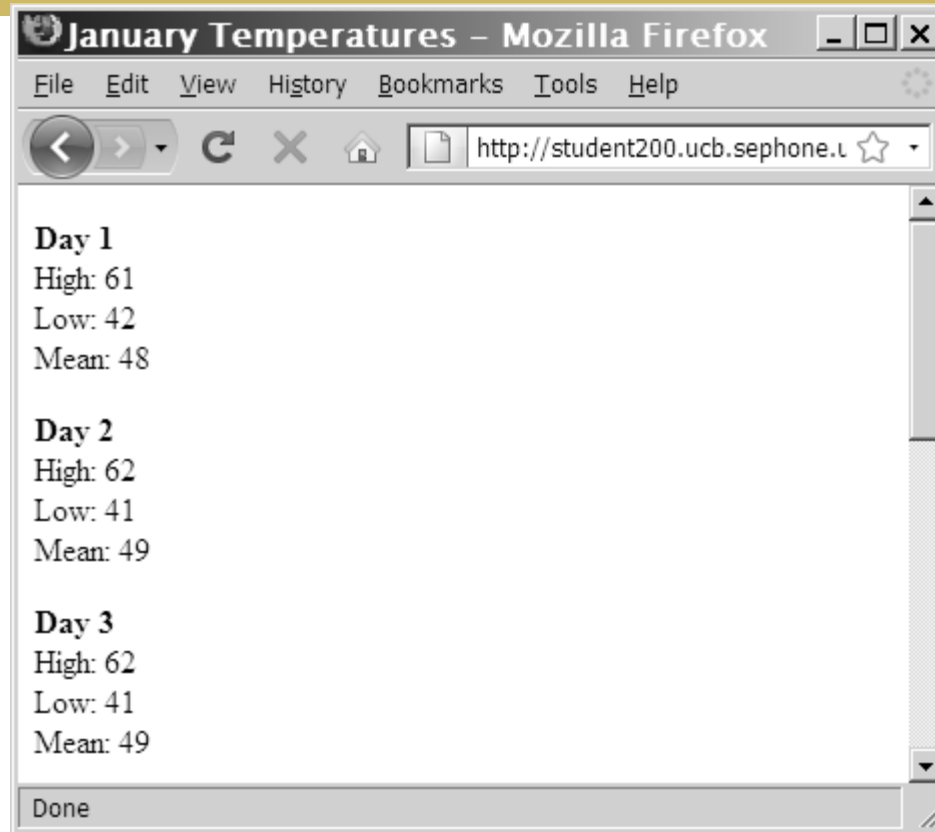 January Temperatures – Mozilla Firefox
File Edit View History Bookmarks Tools Help
http://student200.ucb.sephone.u
Day 1
High: 61
Low: 42
Mean: 48
Day 2
High: 62
Low: 41
Mean: 49
Day 3
High: 62
Low: 41
Mean: 49
Done